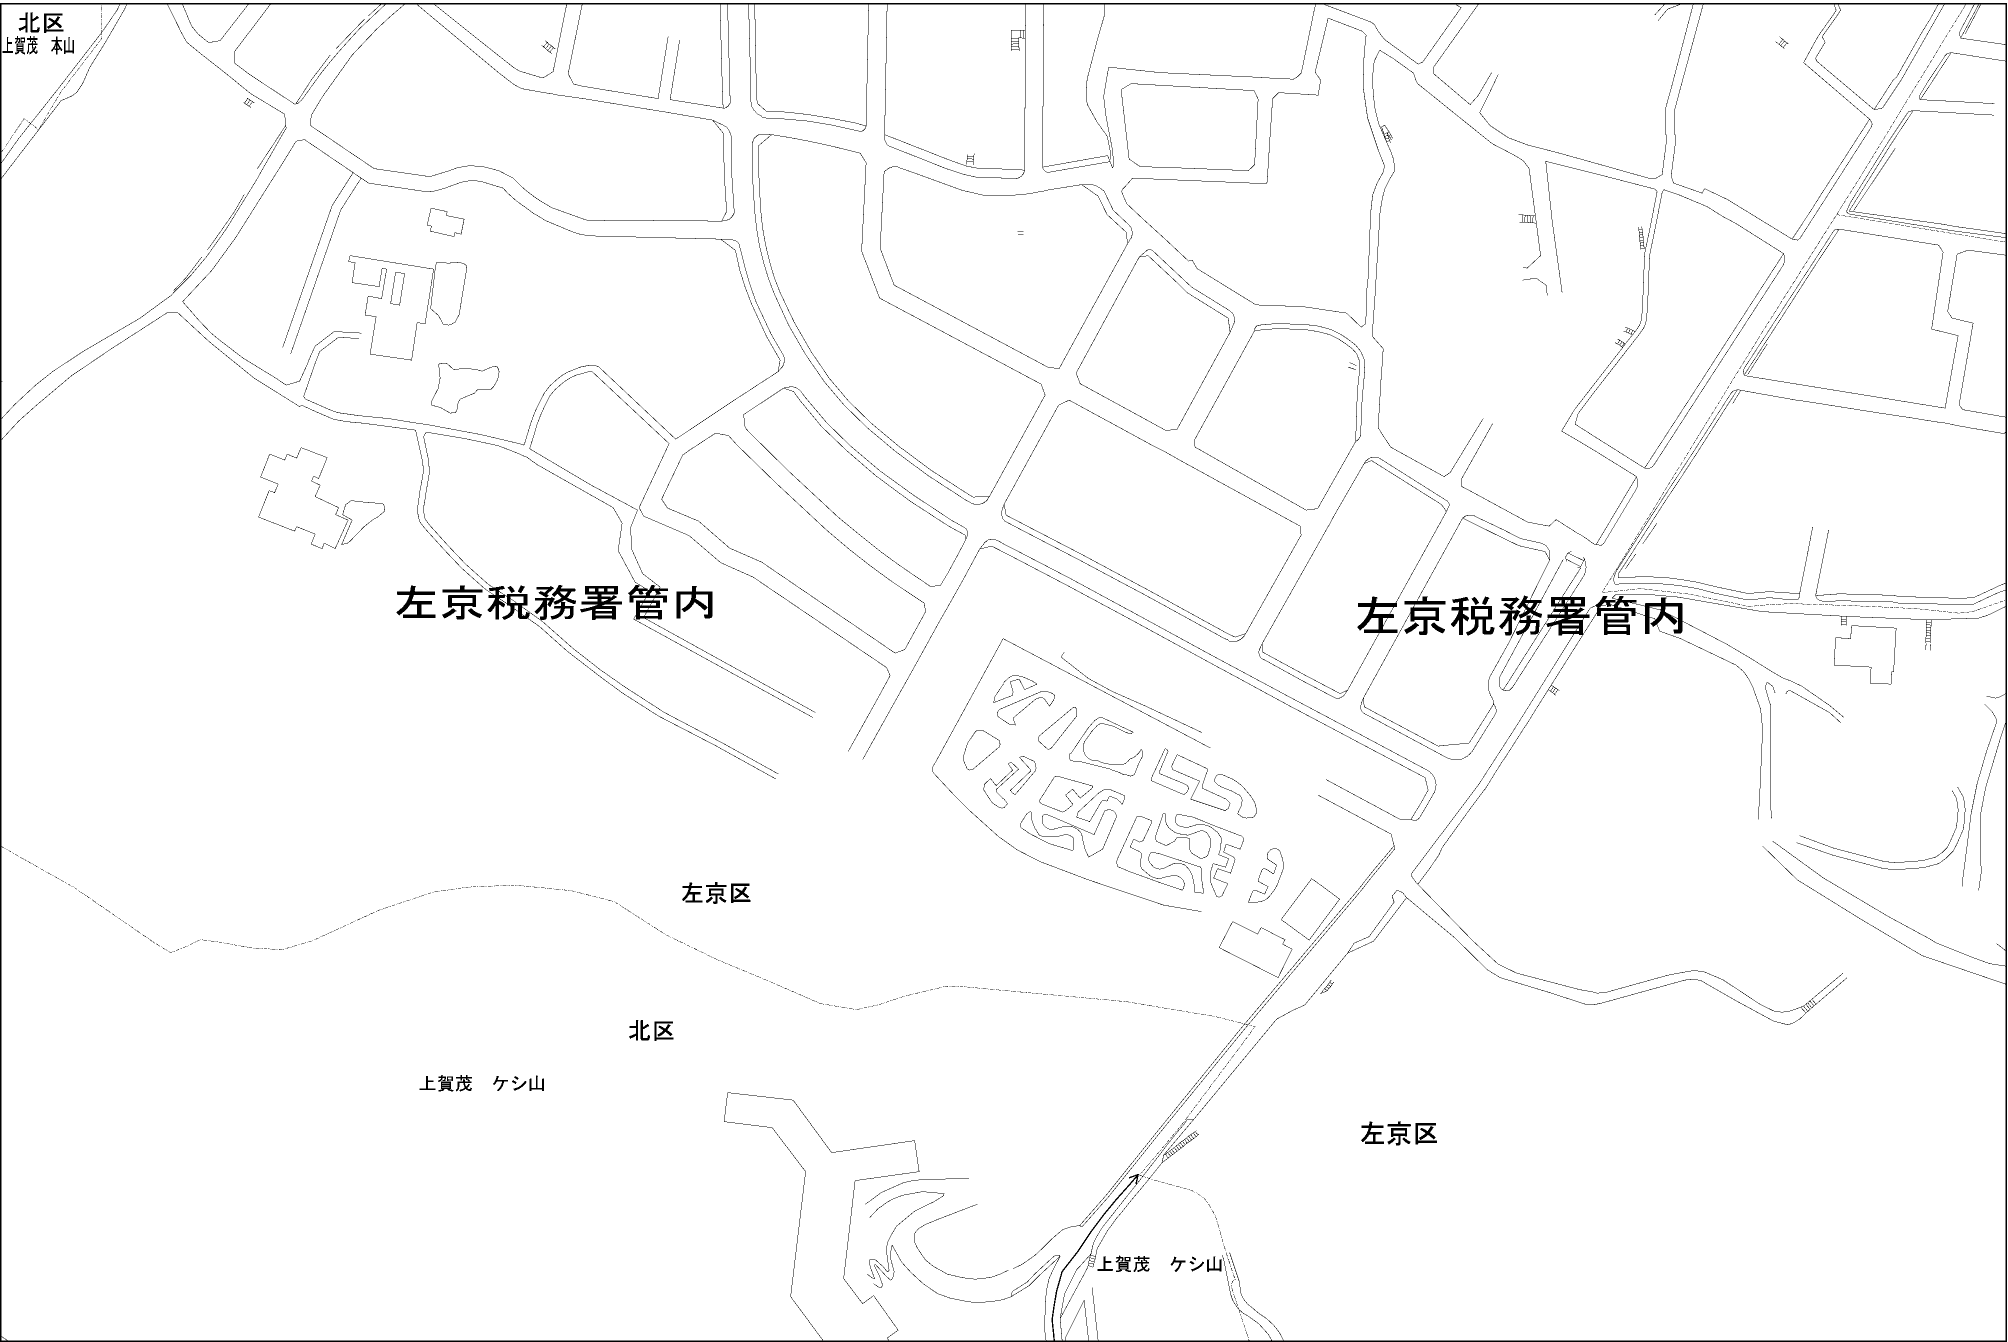 北区
上賀茂　本山
左京税務署管内
左京税務署管内
左京区
北区
上賀茂　ケシ山
左京区
上賀茂　ケシ山